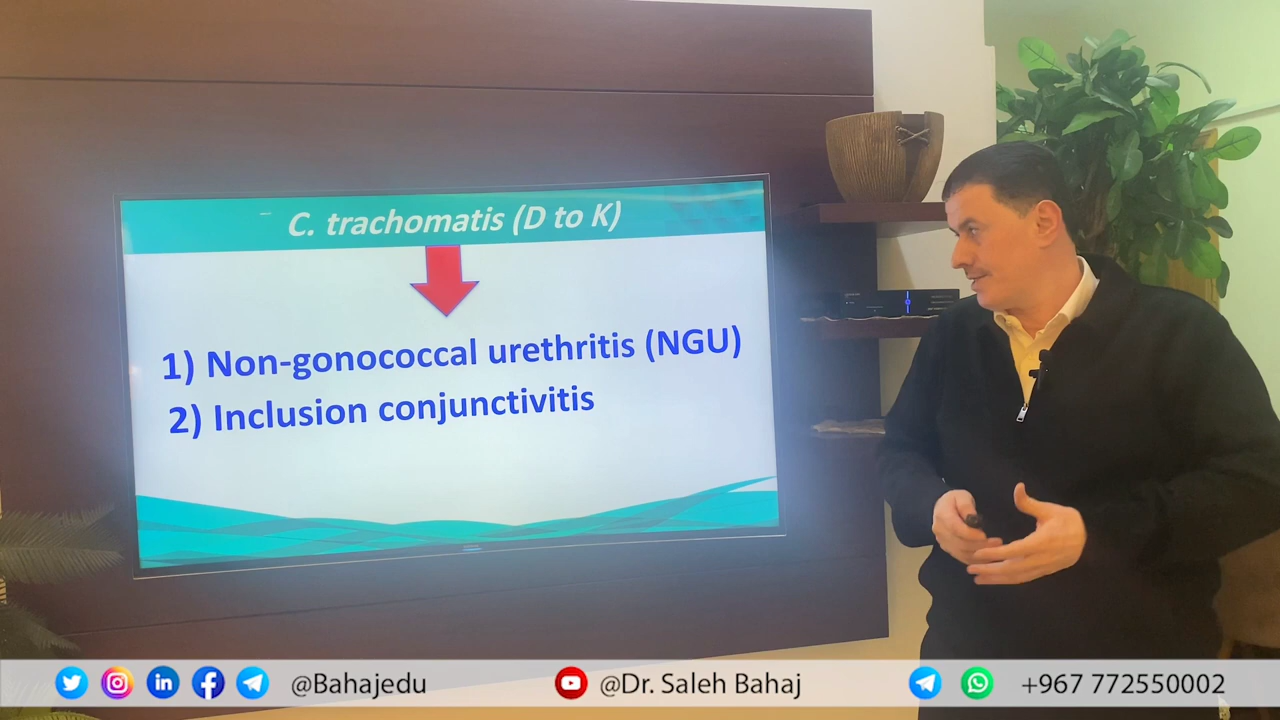 C. trachomatis (D to K)
1) Non-gonococcal urethritis (NGU)
2) Inclusion conjunctivitis
@Bahajedu
@Dr. Saleh Bahaj
+967 772550002